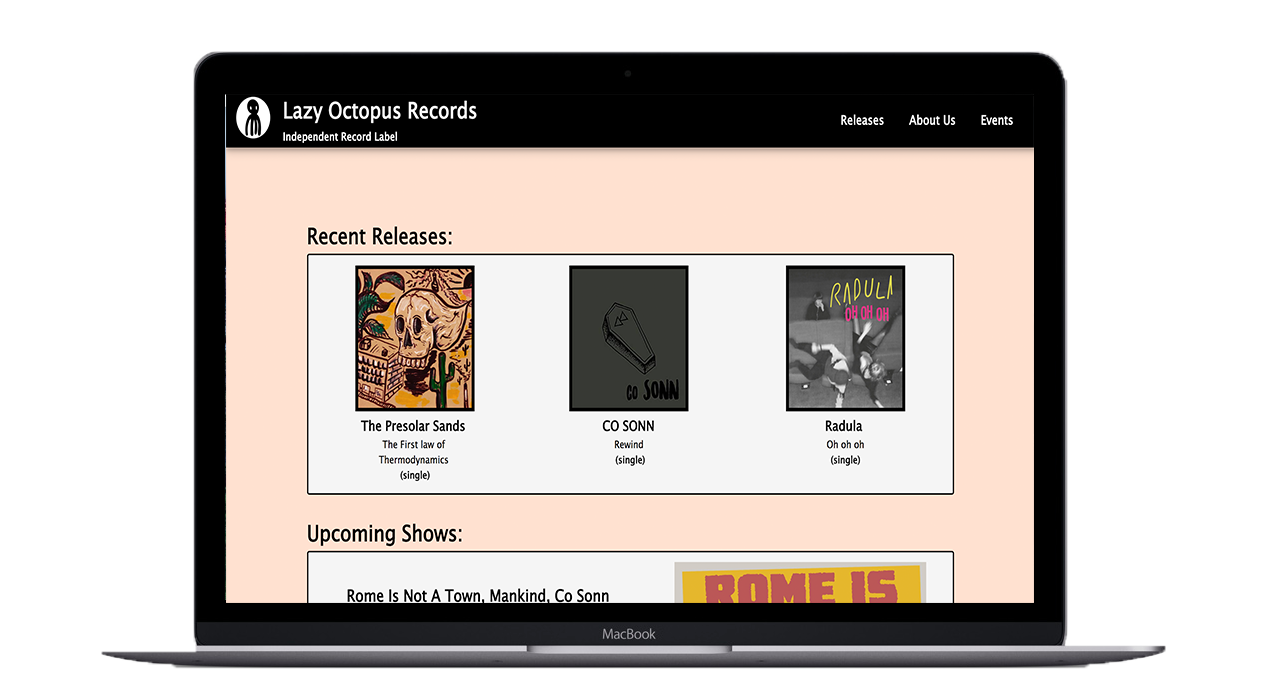 Lazy Octopus Records
Independent Record Label
Releases
About Us
Events
Recent Releases:
RADULA
OH OH OH
CO SONN
The Presolar Sands
The First law of
Thermodynamics
(single)
CO SONN
Rewind
(single)
Radula
Oh oh oh
(single)
Upcoming Shows:
Rome Is Not A Town, Mankind, Co Sonn
ROME IS
MacBook